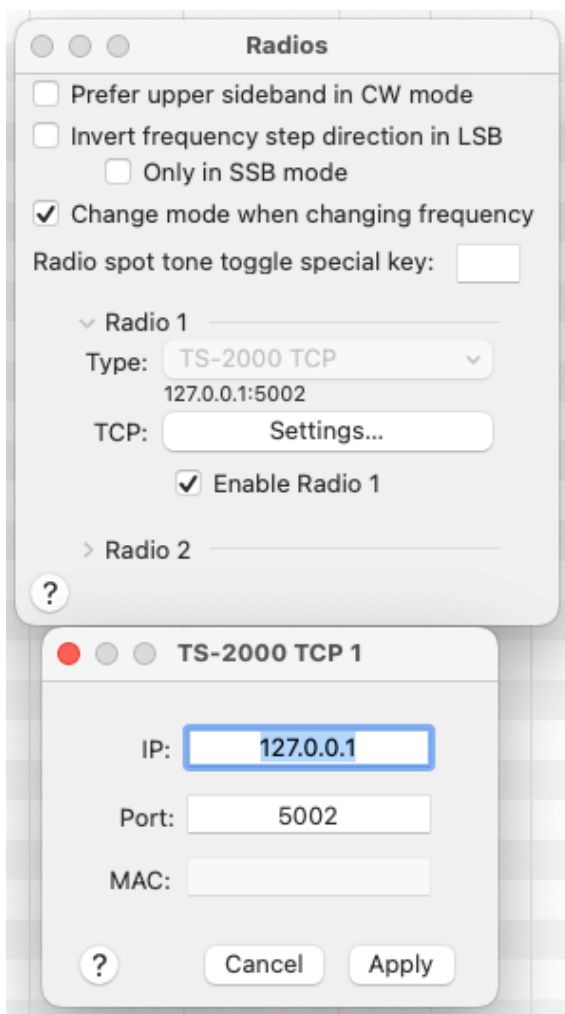 Radios
Prefer upper sideband in CW mode
Invert frequency step direction in LSB
Only in SSB mode
Change mode when changing frequency
Radio spot tone toggle special key:
Radio 1
Type: TS-2000 TCP
127.0.0.1:5002
TCP: Settings...
Enable Radio 1
Radio 2
?
TS-2000 TCP 1
IP: 127.0.0.1
Port: 5002
MAC:
? Cancel Apply